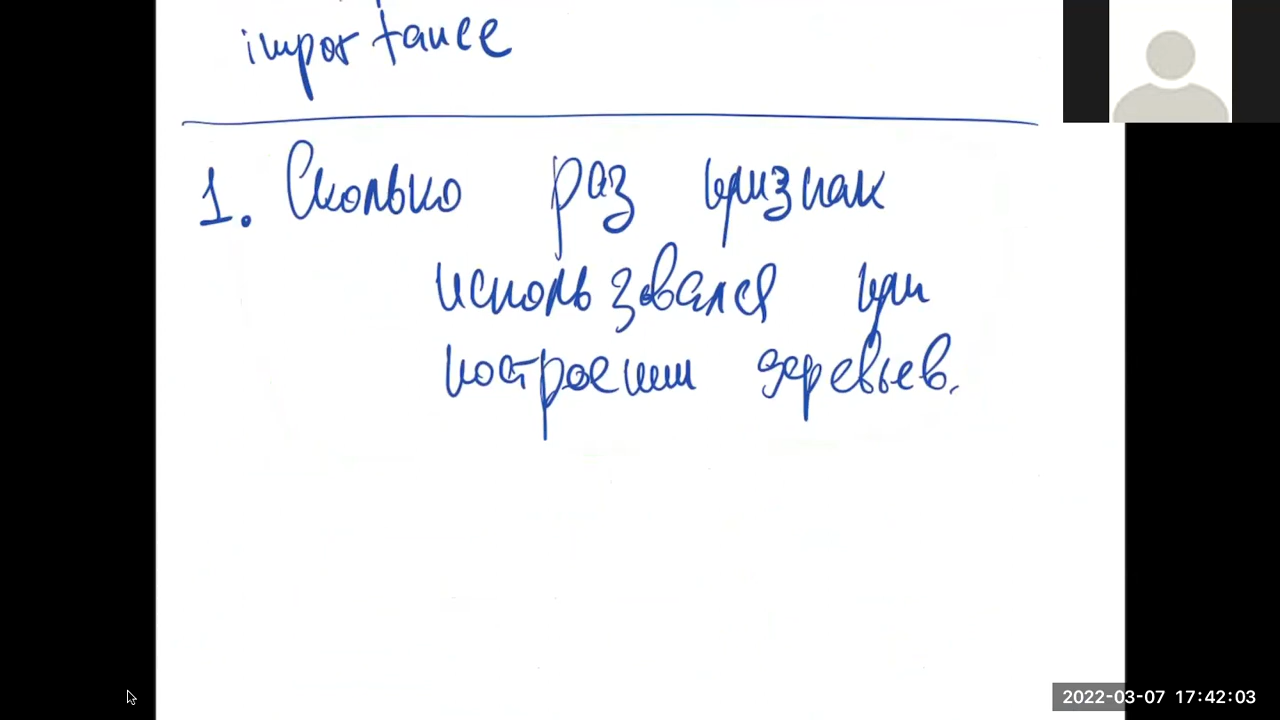 importance
1. Сколько раз признак
использовался при
построении деревьев.
2022-03-07 17:42:03